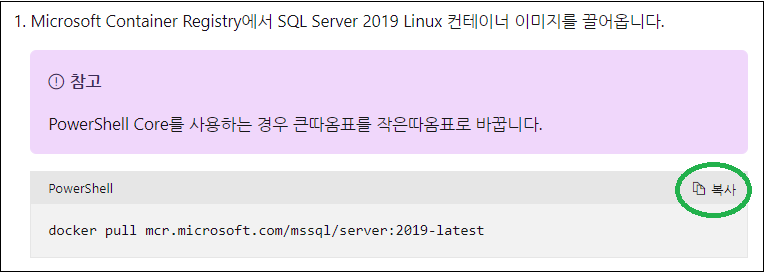 1. Microsoft Container Registry에서 SQL Server 2019 Linux 컨테이너 이미지를 끌어옵니다.
참고
PowerShell Core를 사용하는 경우 큰따옴표를 작은따옴표로 바꿉니다.
PowerShell 복사
docker pull mcr.microsoft.com/mssql/server:2019-latest